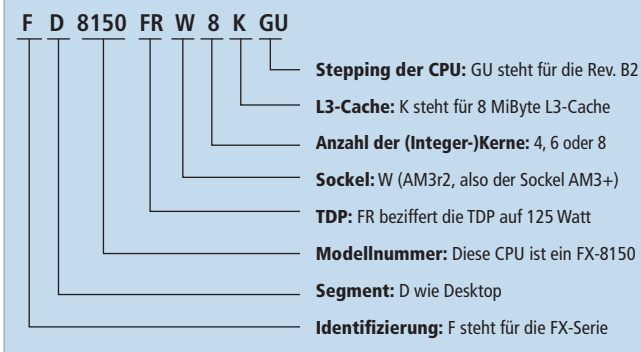 F D 8150 FR W 8 K GU
Stepping der CPU: GU steht für die Rev. B2
L3-Cache: K steht für 8 MiByte L3-Cache
Anzahl der (Integer-)Kerne: 4, 6 oder 8
Sockel: W (AM3r2, also der Sockel AM3+)
TDP: FR beziffert die TDP auf 125 Watt
Modellnummer: Diese CPU ist ein FX-8150
Segment: D wie Desktop
Identifizierung: F steht für die FX-Serie